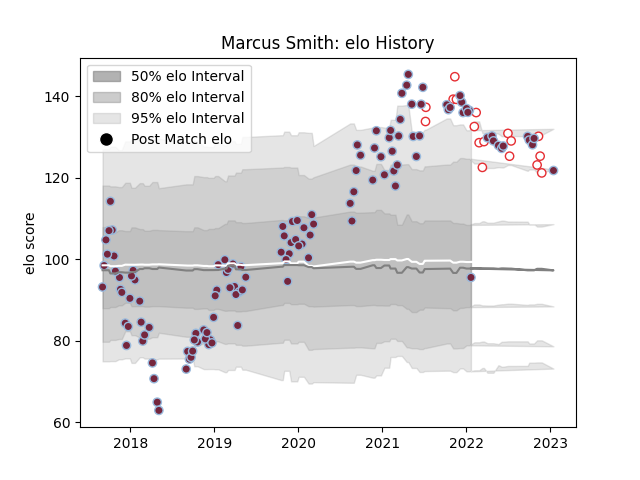 Marcus Smith: elo History
50% elo Interval
80% elo Interval
95% elo Interval
Post Match elo
elo score
140
120
100
80
60
2018
2019
2020
2021
2022
2023